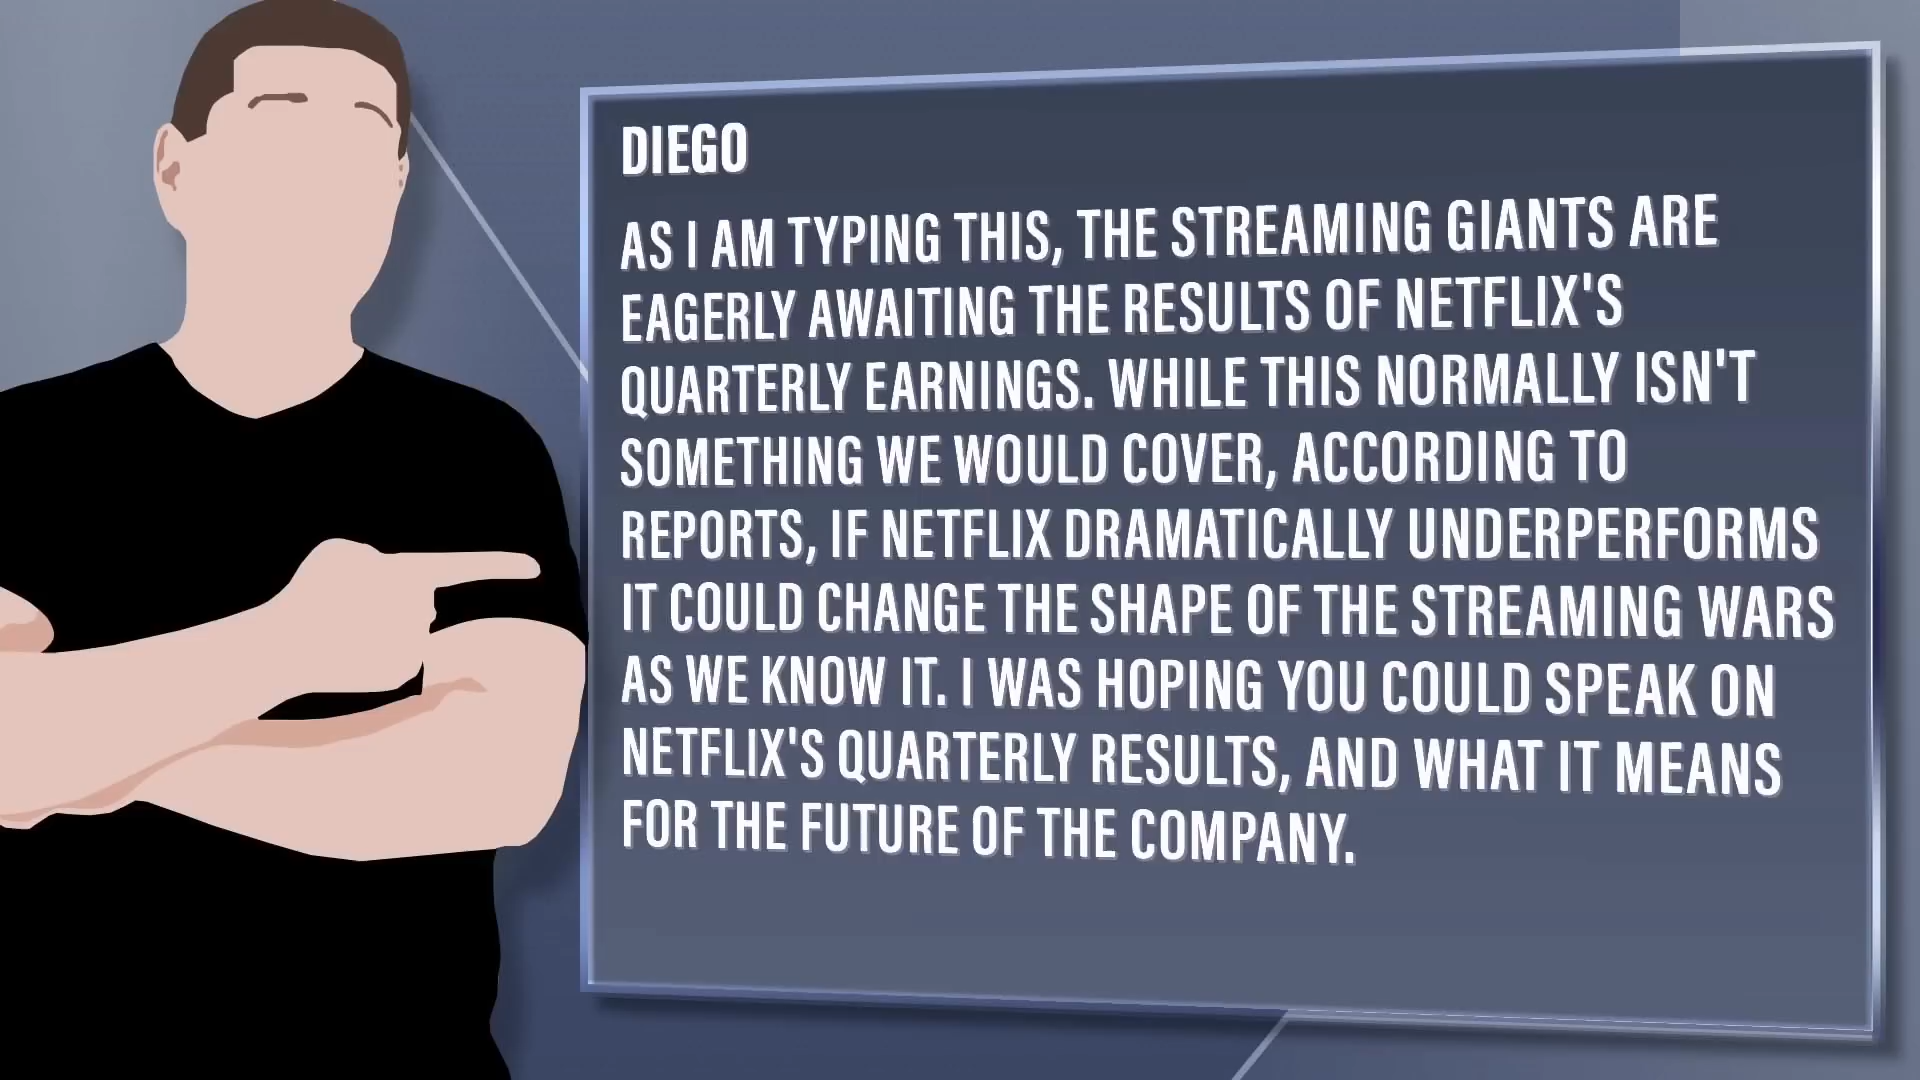 DIEGO
AS I AM TYPING THIS, THE STREAMING GIANTS ARE
EAGERLY AWAITING THE RESULTS OF NETFLIX'S
QUARTERLY EARNINGS. WHILE THIS NORMALLY ISN'T
SOMETHING WE WOULD COVER, ACCORDING TO
REPORTS, IF NETFLIX DRAMATICALLY UNDERPERFORMS
IT COULD CHANGE THE SHAPE OF THE STREAMING WARS
AS WE KNOW IT. I WAS HOPING YOU COULD SPEAK ON
NETFLIX'S QUARTERLY RESULTS, AND WHAT IT MEANS
FOR THE FUTURE OF THE COMPANY.